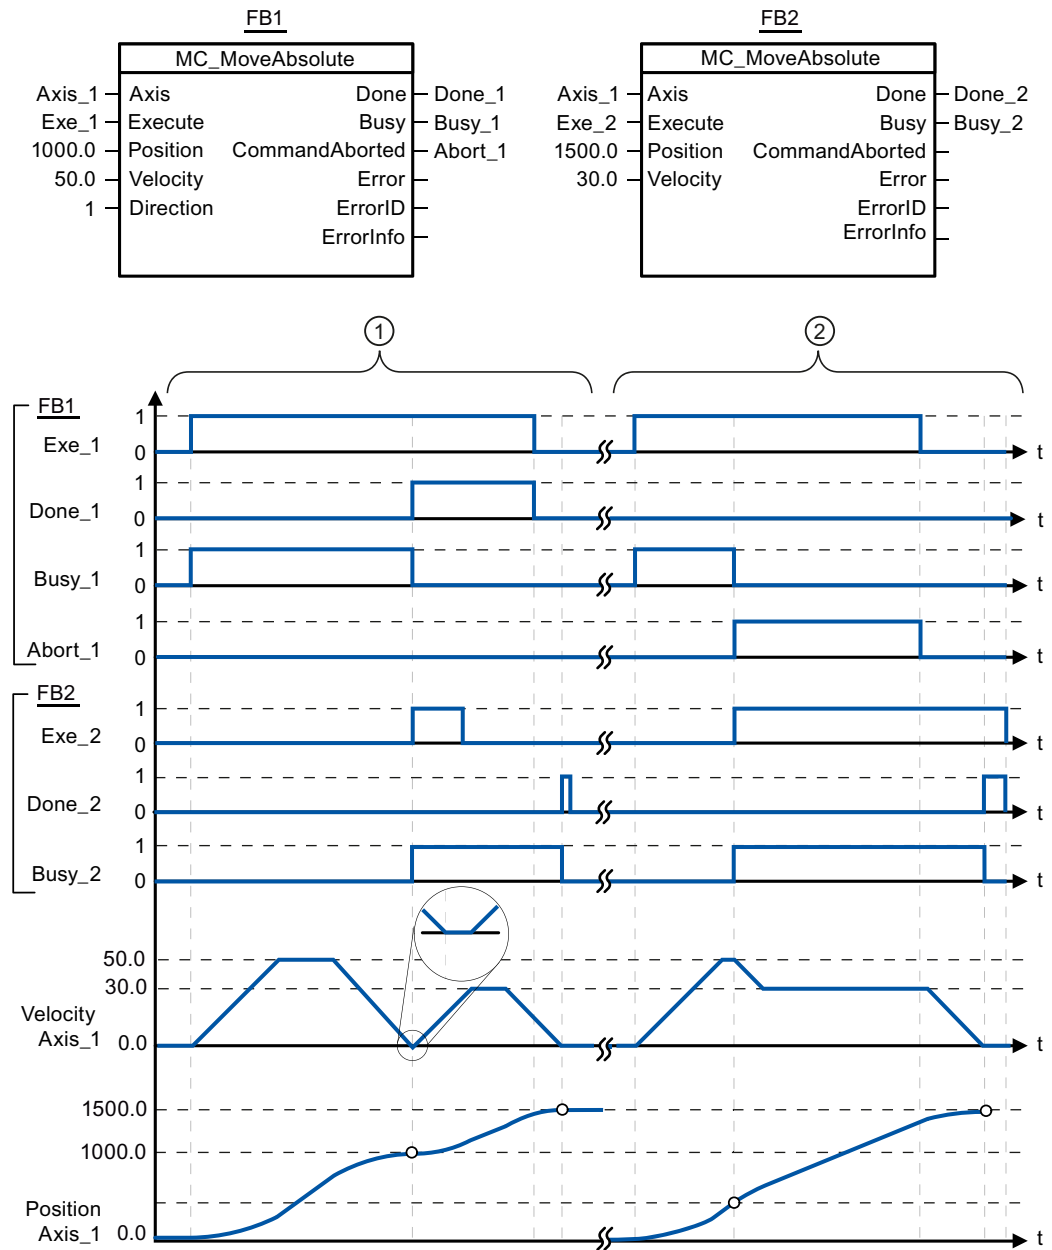 FB1
MC_MoveAbsolute
Axis_1 Axis Done Done_1
Exe_1 Execute Busy Busy_1
1000.0 Position CommandAborted Abort_1
50.0 Velocity Error
1 Direction ErrorID
ErrorInfo
FB2
MC_MoveAbsolute
Axis_1 Axis Done Done_2
Exe_2 Execute Busy Busy_2
1500.0 Position CommandAborted
30.0 Velocity Error
ErrorID
ErrorInfo
1 2
FB1
1
Exe_1
0 t
1
Done_1
0 t
1
Busy_1
0 t
1
Abort_1
0 t
FB2
1
Exe_2
0 t
1
Done_2
0 t
1
Busy_2
0 t
50.0
30.0
Velocity
Axis_1 0.0 t
1500.0
1000.0
Position
Axis_1 0.0 t